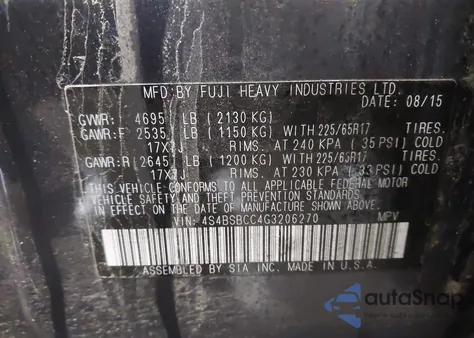 MFD BY FUJI HEAVY INDUSTRIES LTD.
DATE: 08/15
GVWR: 4695 LB (2130 KG)
GAWR:F 2535 LB (1150 KG) WITH 225/65R17 TIRES.
17X7J RIMS. AT 240 KPA (35 PSI) COLD
GAWR:R 2645 LB (1200 KG) WITH 225/65R17 TIRES.
17X7J RIMS. AT 230 KPA (33 PSI) COLD
THIS VEHICLE CONFORMS TO ALL APPLICABLE FEDERAL MOTOR
VEHICLE SAFETY AND THEFT PREVENTION STANDARDS
IN EFFECT ON THE DATE OF MANUFACTURE SHOWN ABOVE.
VIN: 4S4BSBCC4G3206270 MPV
ASSEMBLED BY SIA INC. MADE IN U.S.A.
autoSnap